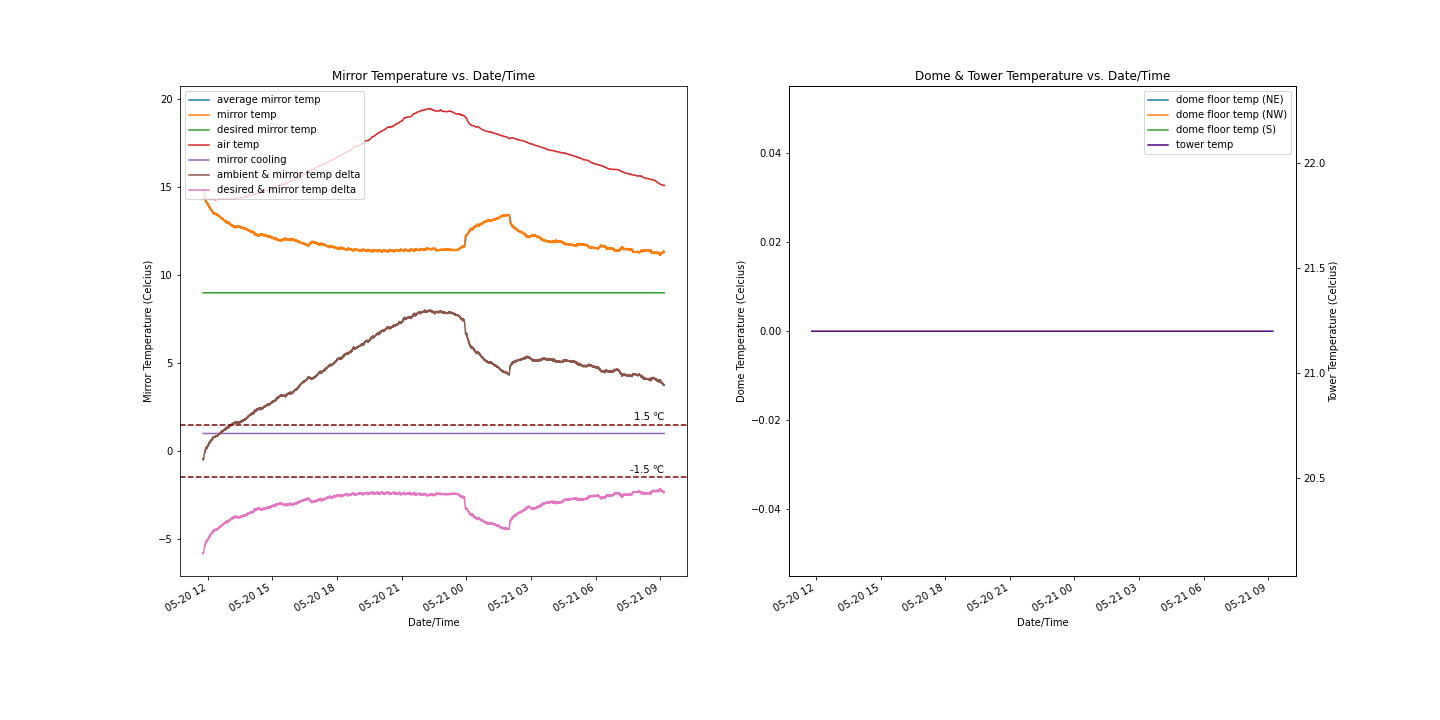 Mirror Temperature vs. Date/Time
Mirror Temperature (Celcius)
20
15
10
5
0
−5
average mirror temp
mirror temp
desired mirror temp
air temp
mirror cooling
ambient & mirror temp delta
desired & mirror temp delta
1.5 °C
-1.5 °C
05-20 12
05-20 15
05-20 18
05-20 21
05-21 00
05-21 03
05-21 06
05-21 09
Date/Time
Dome & Tower Temperature vs. Date/Time
Dome Temperature (Celcius)
0.04
0.02
0.00
−0.02
−0.04
dome floor temp (NE)
dome floor temp (NW)
dome floor temp (S)
tower temp
22.0
21.5
21.0
20.5
Tower Temperature (Celcius)
05-20 12
05-20 15
05-20 18
05-20 21
05-21 00
05-21 03
05-21 06
05-21 09
Date/Time